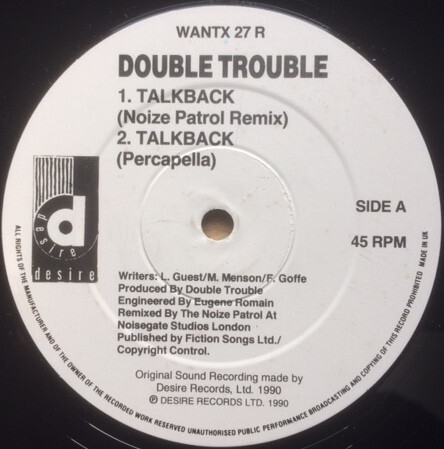 WANTX 27 R
DOUBLE TROUBLE
1. TALKBACK
(Noize Patrol Remix)
2. TALKBACK
(Percapella)
d
desire
desire
SIDE A
45 RPM
Writers: L. Guest/M. Menson/F. Goffe
Produced By Double Trouble
Engineered By Eugene Romain
Remixed By The Noize Patrol At
Noisegate Studios London
Published by Fiction Songs Ltd./
Copyright Control.
Original Sound Recording made by
Desire Records, Ltd. 1990
℗ DESIRE RECORDS LTD. 1990
ALL RIGHTS OF THE MANUFACTURER AND OF THE OWNER OF THE RECORDED WORK RESERVED UNAUTHORISED PUBLIC PERFORMANCE BROADCASTING AND COPYING OF THIS RECORD PROHIBITED MADE IN UK